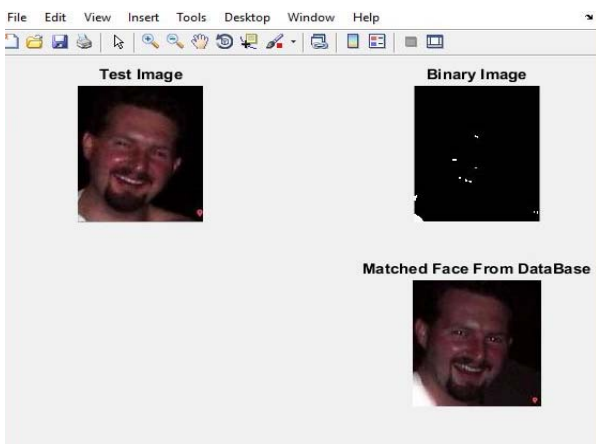 File Edit View Insert Tools Desktop Window Help
Test Image
Binary Image
Matched Face From DataBase